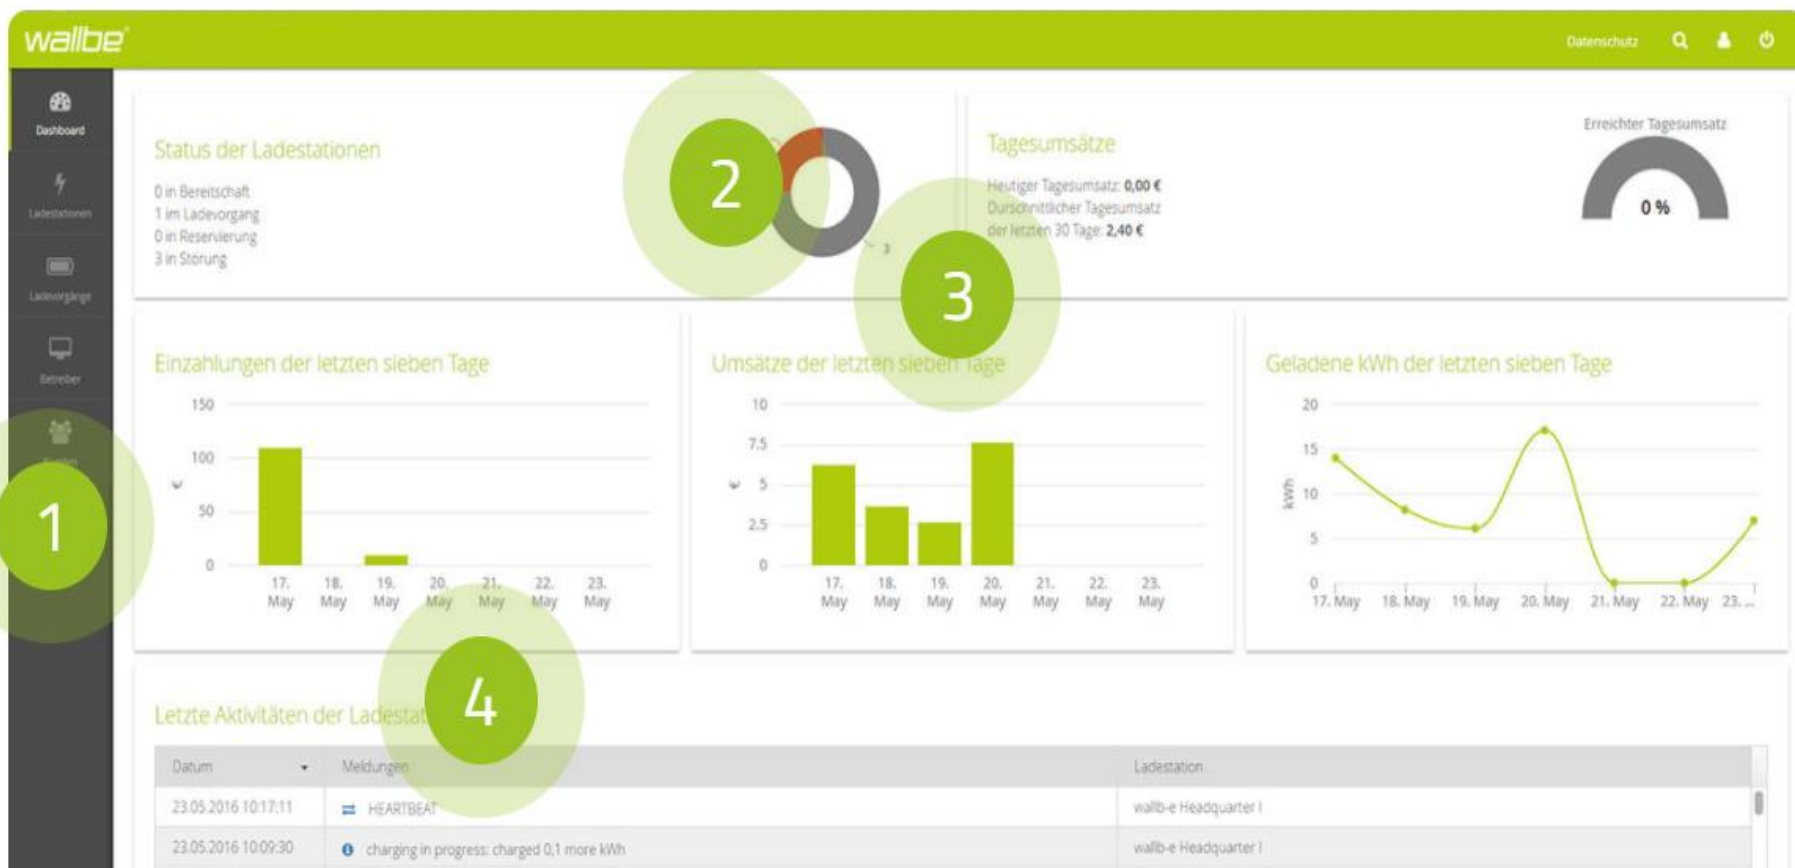 wallbe
Datenschutz
Dashboard
Ladestationen
Ladevorgänge
Betreiber
1
Status der Ladestationen
0 in Bereitschaft
1 im Ladevorgang
0 in Reservierung
3 in Störung
2
3
Tagesumsätze
Heutiger Tagesumsatz: 0,00 €
Durschnittlicher Tagesumsatz
der letzten 30 Tage: 2,40 €
Erreichter Tagesumsatz
0 %
3
Einzahlungen der letzten sieben Tage
150
100
50
0
€
17. May 18. May 19. May 20. May 21. May 22. May 23. May
Umsätze der letzten sieben Tage
10
7.5
5
2.5
0
€
17. May 18. May 19. May 20. May 21. May 22. May 23. May
Geladene kWh der letzten sieben Tage
20
15
10
5
0
kWh
17. May 18. May 19. May 20. May 21. May 22. May 23. ...
4
Letzte Aktivitäten der
Datum Meldungen Ladestation
23.05.2016 10:17:11 HEARTBEAT wallb-e Headquarter I
23.05.2016 10:09:30 charging in progress: charged 0,1 more kWh wallb-e Headquarter I